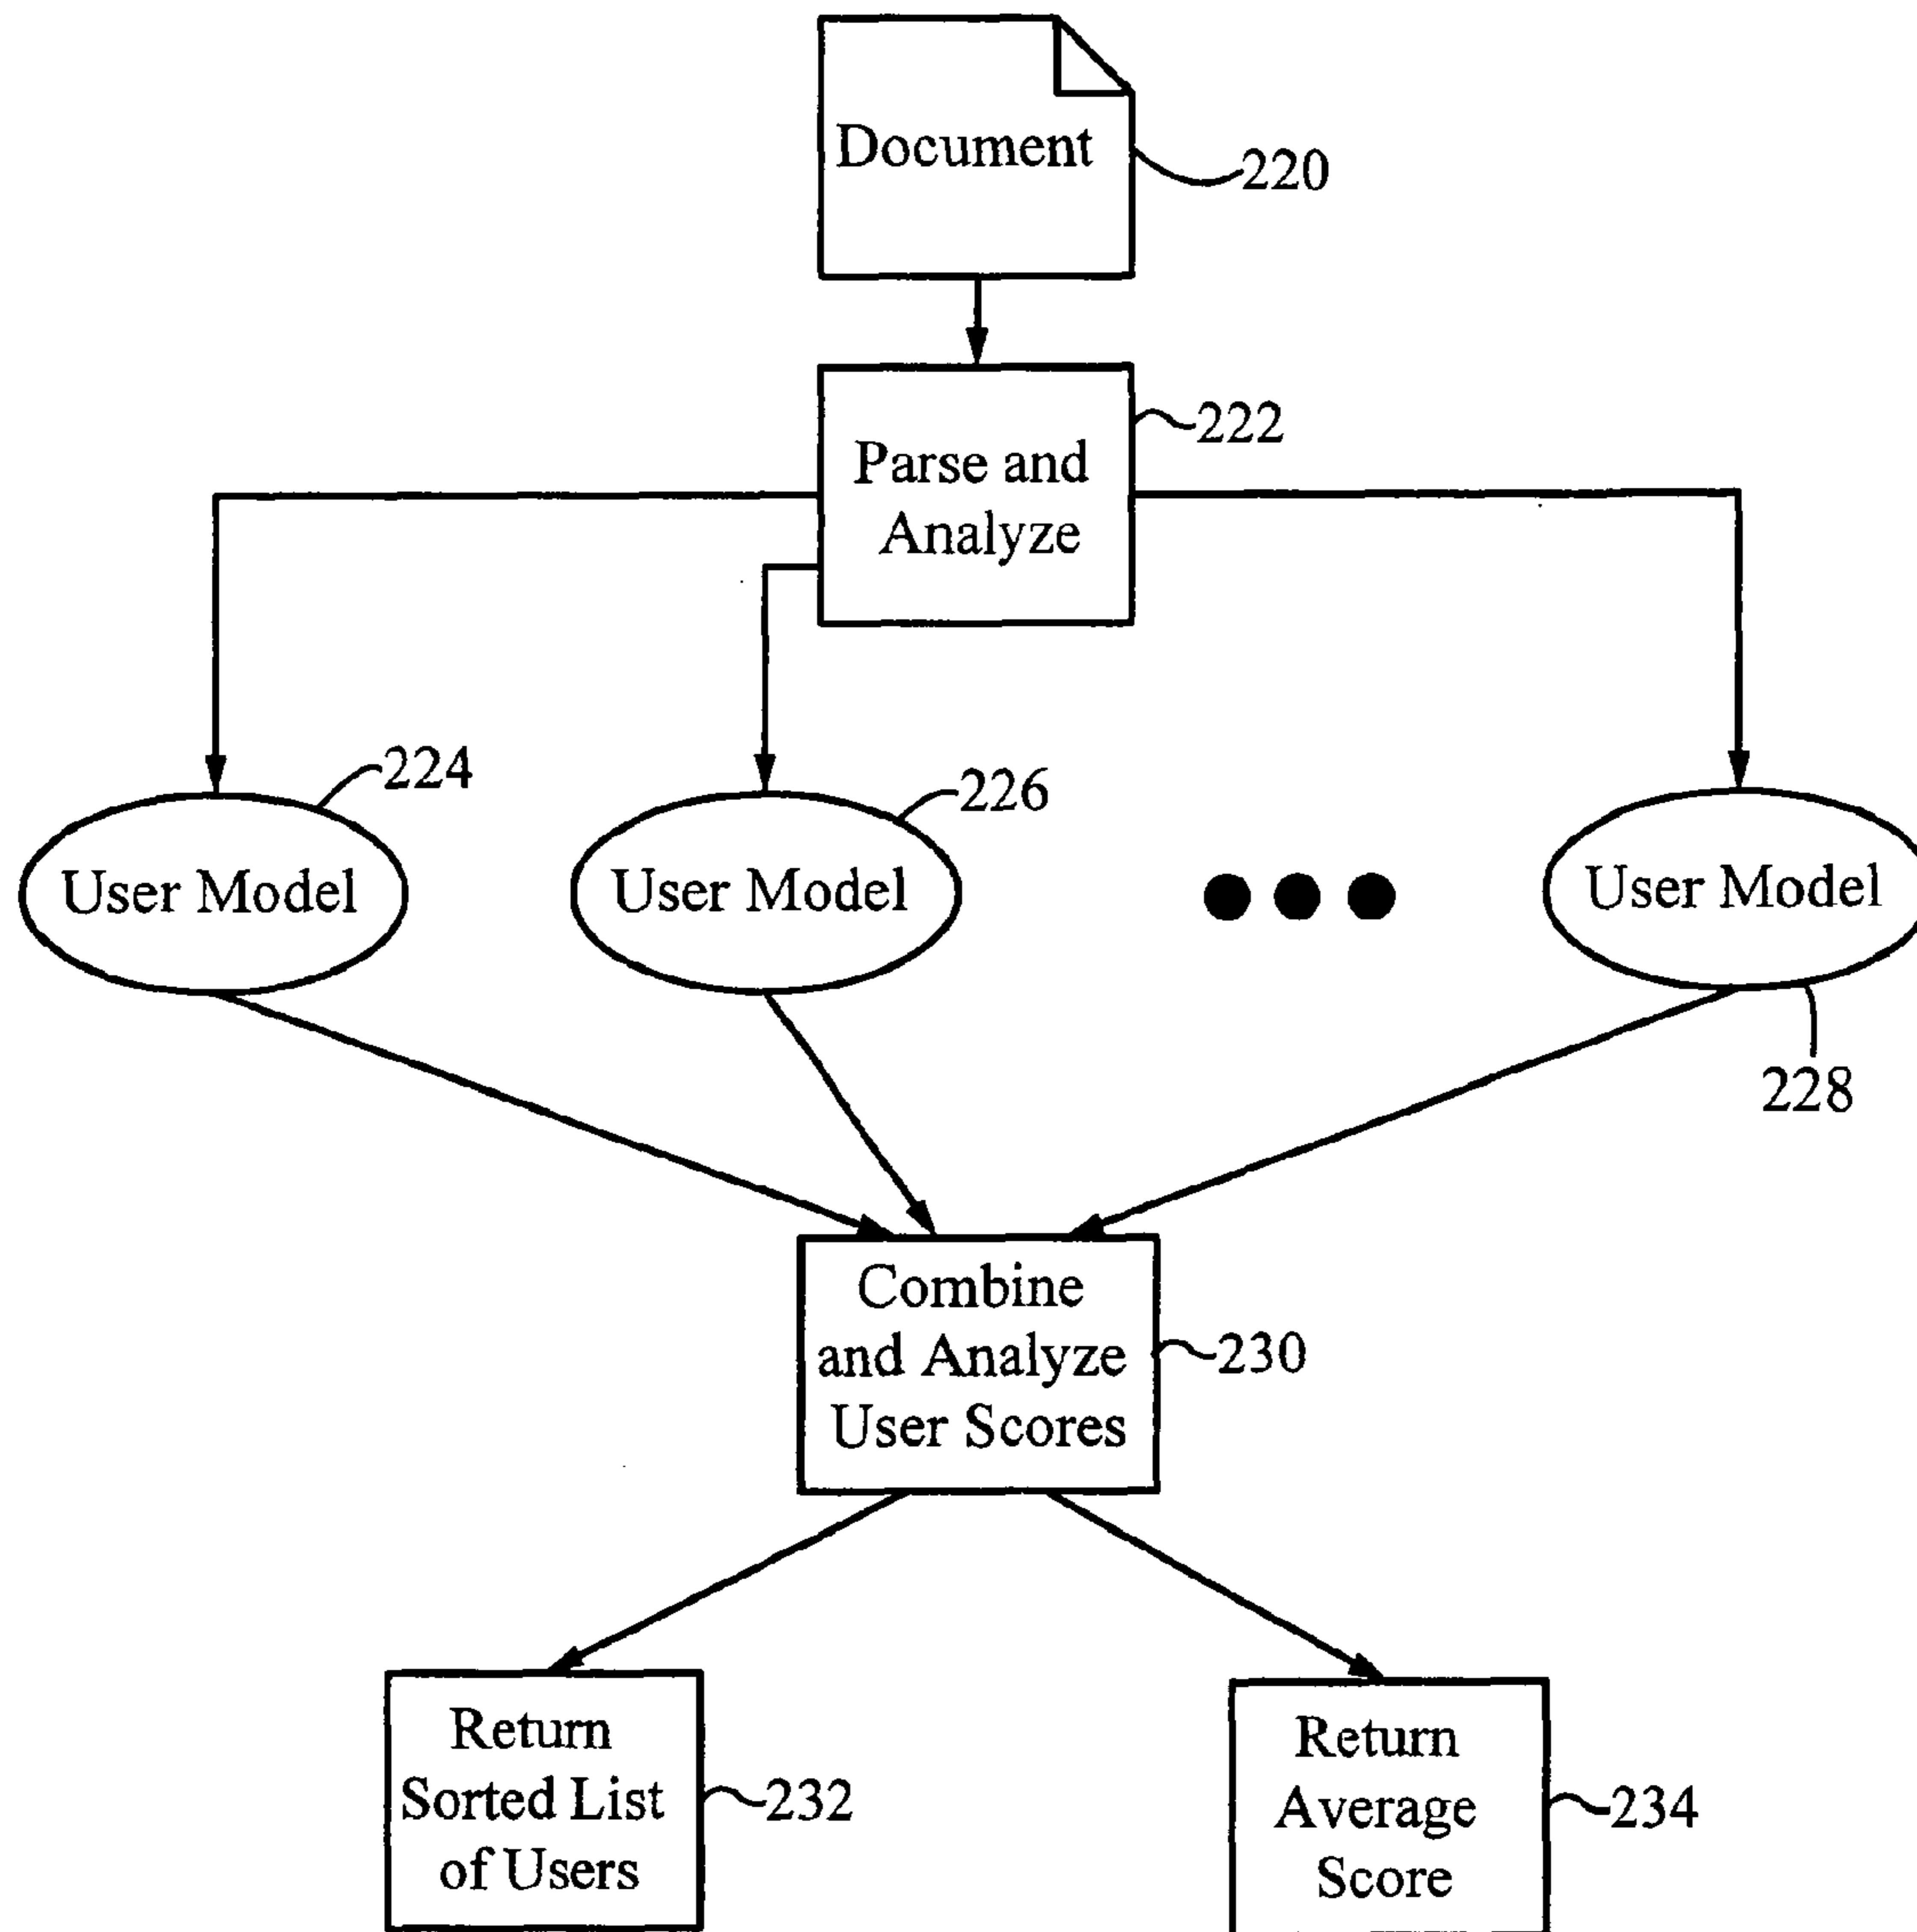 Document
220
Parse and
Analyze
222
224
226
User Model
User Model
User Model
228
Combine
and Analyze
User Scores
230
Return
Sorted List
of Users
232
Return
Average
Score
234